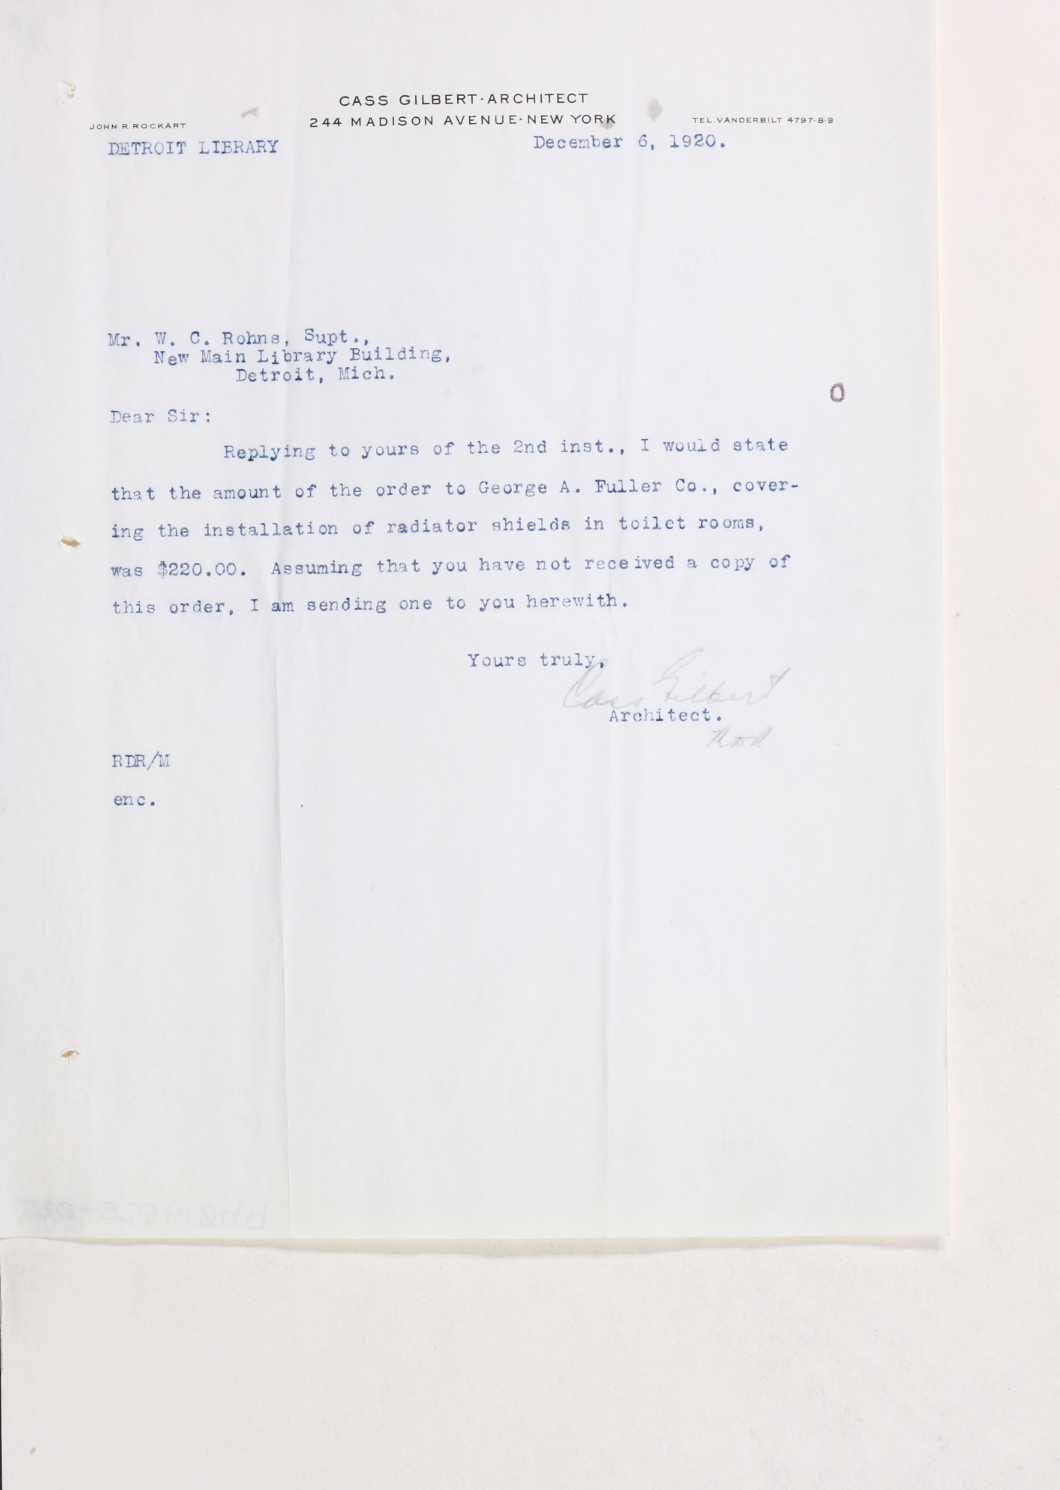 CASS GILBERT·ARCHITECT
244 MADISON AVENUE·NEW YORK
JOHN R. ROCKART
TEL. VANDERBILT 4797-8-9
DETROIT LIBRARY
December 6, 1920.
Mr. W. C. Rohns, Supt.,
New Main Library Building,
Detroit, Mich.
O
Dear Sir:
Replying to yours of the 2nd inst., I would state
that the amount of the order to George A. Fuller Co., cover-
ing the installation of radiator shields in toilet rooms,
was $220.00. Assuming that you have not received a copy of
this order, I am sending one to you herewith.
Yours truly,
Cass Gilbert
Architect.
RDR/M
enc.